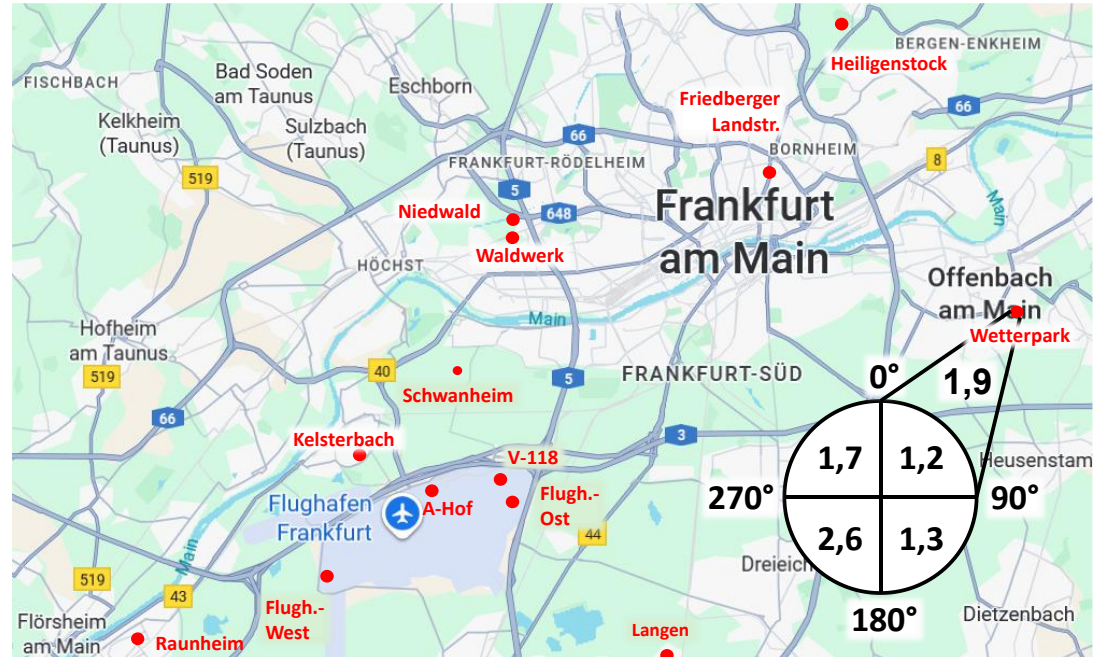 Heiligenstock
BERGEN-ENKHEIM
FISCHBACH
Bad Soden
am Taunus
Eschborn
Friedberger
Landstr.
66
Kelkheim
(Taunus)
Sulzbach
(Taunus)
66
BORNHEIM
8
FRANKFURT-RÖDELHEIM
519
5
648
Niedwald
Waldwerk
Frankfurt
am Main
Main
HÖCHST
Offenbach
am Main
Wetterpark
Main
Hofheim
am Taunus
519
40
Schwanheim
5
FRANKFURT-SÜD
0°
1,9
66
3
Kelsterbach
V-118
A-Hof
Flugh.-
Ost
Flughafen
Frankfurt
44
1,7
1,2
Heusenstam
270°
90°
2,6
1,3
180°
Main
519
43
Dreieich
Flörsheim
am Main
Raunheim
Flugh.-
West
Langen
Dietzenbach